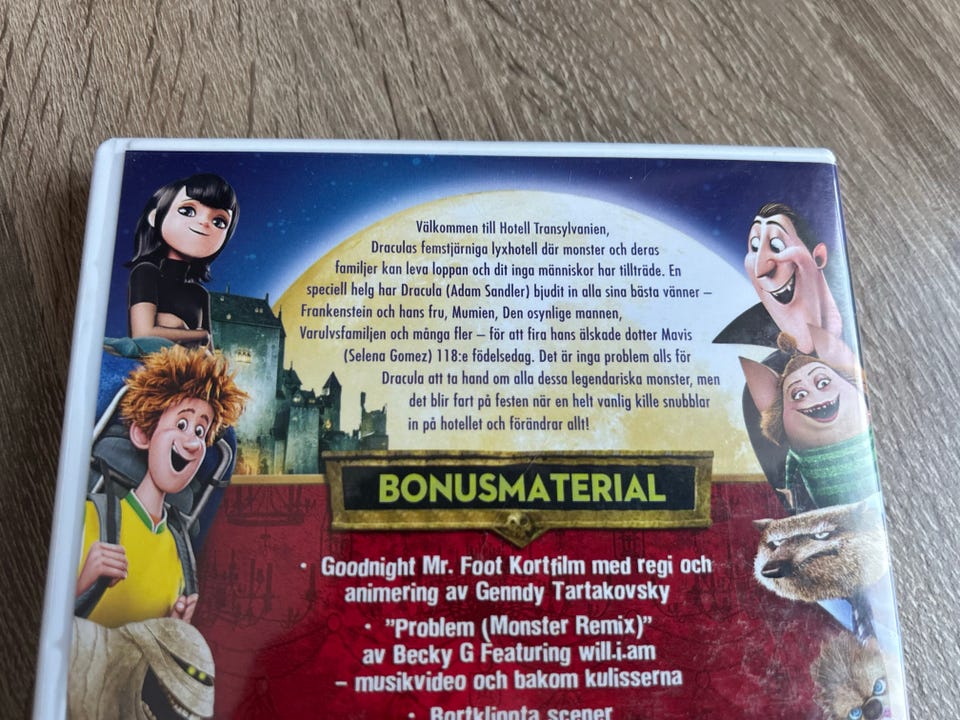 Välkommen till Hotell Transylvanien,
Draculas femstjärniga lyxhotell där monster och deras
familjer kan leva loppan och dit inga människor har tillträde. En
speciell helg har Dracula (Adam Sandler) bjudit in alla sina bästa vänner –
Frankenstein och hans fru, Mumien, Den osynlige mannen,
Varulvsfamiljen och många fler – för att fira hans älskade dotter Mavis
(Selena Gomez) 118:e födelsedag. Det är inga problem alls för
Dracula att ta hand om alla dessa legendariska monster, men
det blir fart på festen när en helt vanlig kille snubblar
in på hotellet och förändrar allt!
BONUSMATERIAL
• Goodnight Mr. Foot Kortfilm med regi och
animering av Genndy Tartakovsky
• "Problem (Monster Remix)"
av Becky G Featuring will.i.am
– musikvideo och bakom kulisserna
• Bortklippta scener